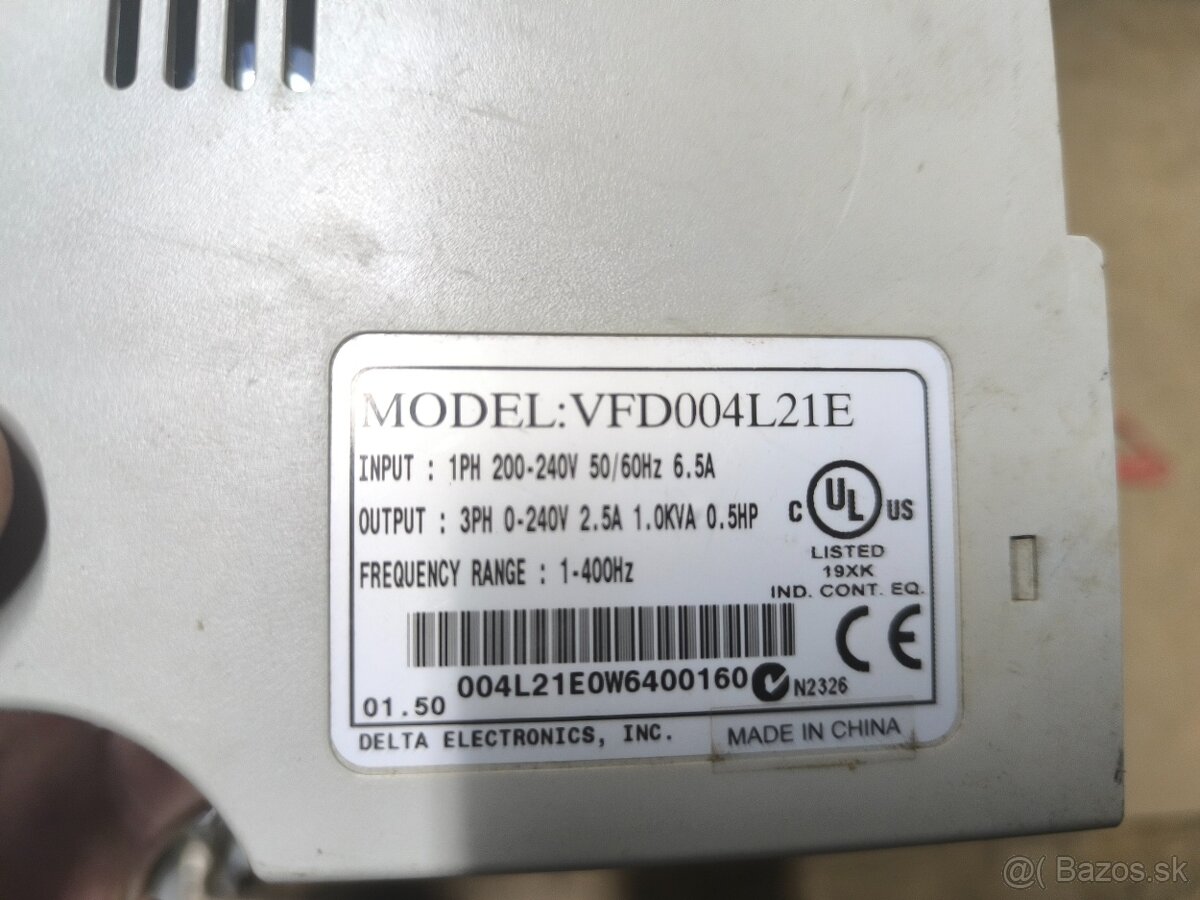 MODEL:VFD004L21E
INPUT : 1PH 200-240V 50/60Hz 6.5A
OUTPUT : 3PH 0-240V 2.5A 1.0KVA 0.5HP
FREQUENCY RANGE : 1-400Hz
C UL US
LISTED
19XK
IND. CONT. EQ.
CE
004L21E0W6400160
N2326
01.50
DELTA ELECTRONICS, INC.
MADE IN CHINA
@( Bazos.sk